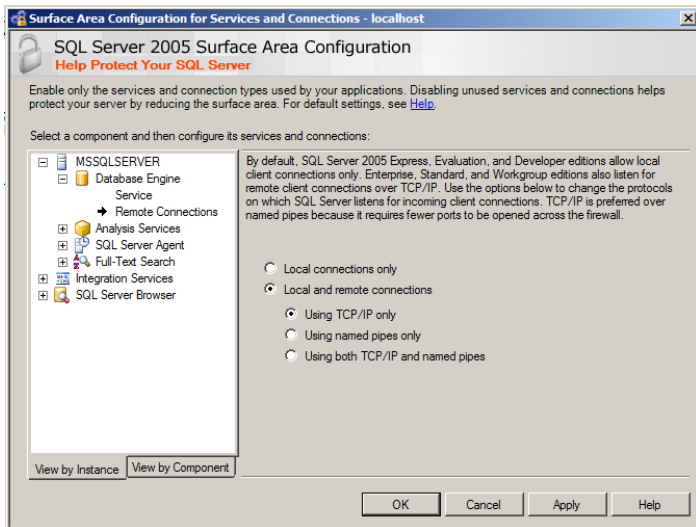 Surface Area Configuration for Services and Connections - localhost
SQL Server 2005 Surface Area Configuration
Help Protect Your SQL Server
Enable only the services and connection types used by your applications. Disabling unused services and connections helps
protect your server by reducing the surface area. For default settings, see Help.
Select a component and then configure its services and connections:
MSSQLSERVER
Database Engine
Service
Remote Connections
Analysis Services
SQL Server Agent
Full-Text Search
Integration Services
SQL Server Browser
View by Instance
View by Component
By default, SQL Server 2005 Express, Evaluation, and Developer editions allow local
client connections only. Enterprise, Standard, and Workgroup editions also listen for
remote client connections over TCP/IP. Use the options below to change the protocols
on which SQL Server listens for incoming client connections. TCP/IP is preferred over
named pipes because it requires fewer ports to be opened across the firewall.
Local connections only
Local and remote connections
Using TCP/IP only
Using named pipes only
Using both TCP/IP and named pipes
OK
Cancel
Apply
Help